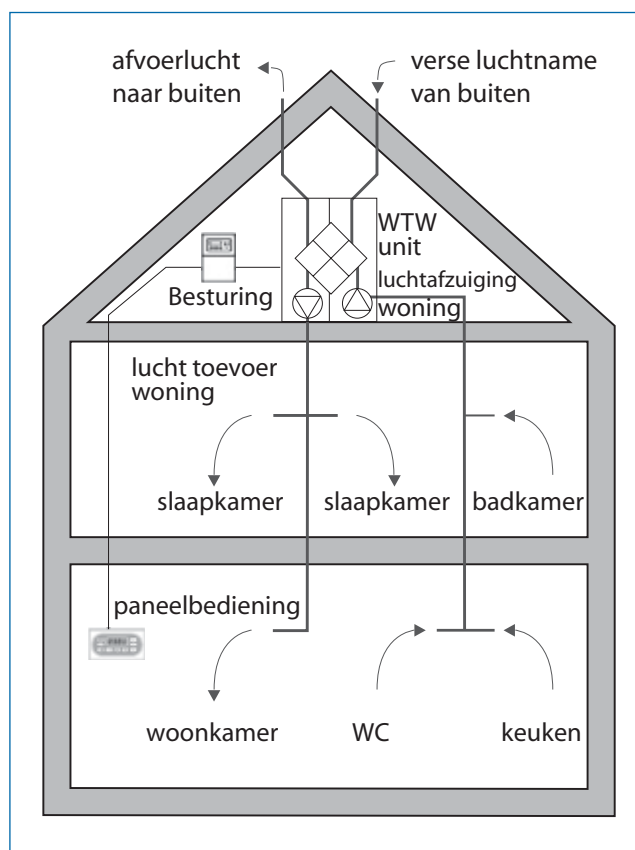 afvoerlucht
naar buiten
verse luchtname
van buiten
WTW
unit
Besturing
luchtafzuiging
woning
lucht toevoer
woning
slaapkamer
slaapkamer
badkamer
paneelbediening
woonkamer
WC
keuken